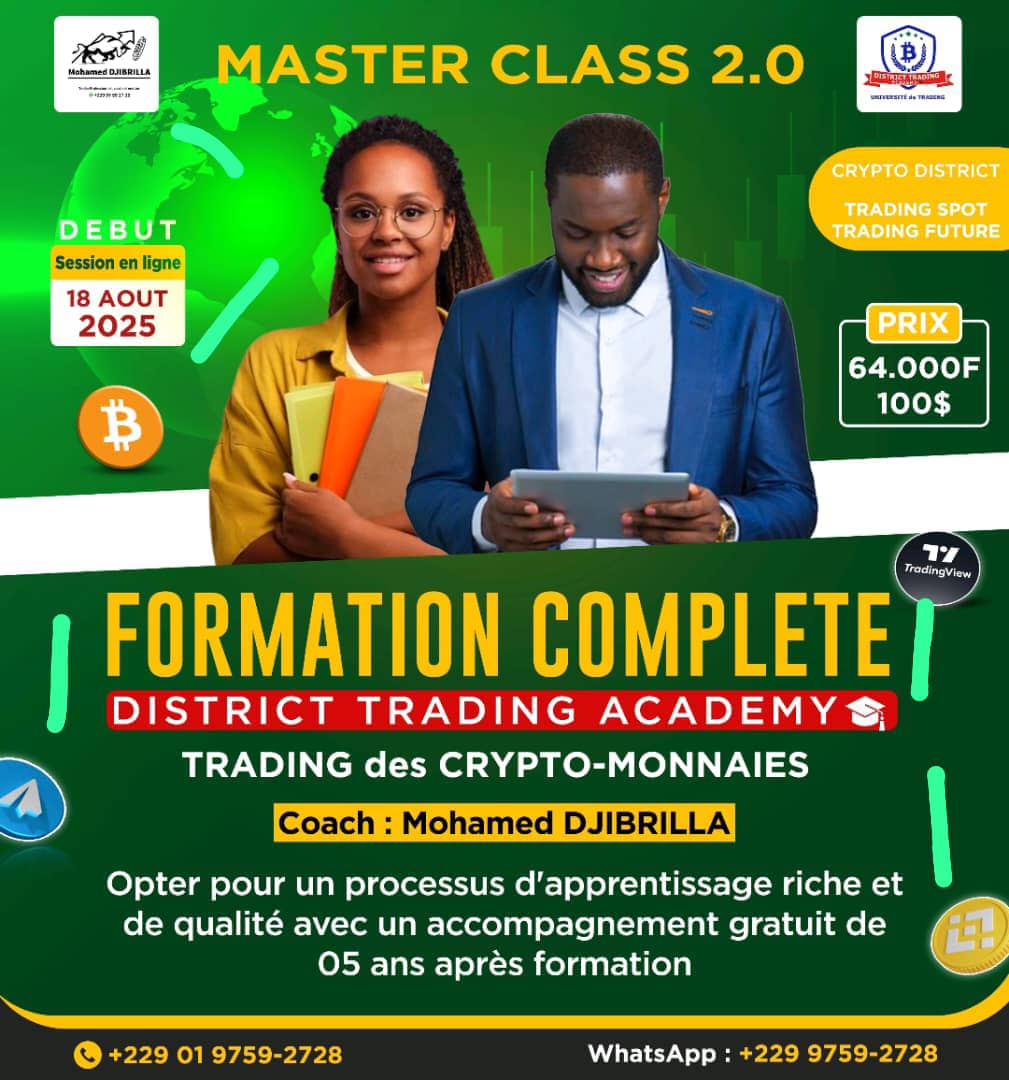 Mohamed DJIBRILLA
MASTER CLASS 2.0
DISTRICT TRADING
UNIVERSITÉ de TRADING
CRYPTO DISTRICT
TRADING SPOT
TRADING FUTURE
DEBUT
Session en ligne
18 AOUT
2025
PRIX
64.000F
100$
TradingView
FORMATION COMPLETE
DISTRICT TRADING ACADEMY
TRADING des CRYPTO-MONNAIES
Coach : Mohamed DJIBRILLA
Opter pour un processus d'apprentissage riche et
de qualité avec un accompagnement gratuit de
05 ans après formation
+229 01 9759-2728
WhatsApp : +229 9759-2728